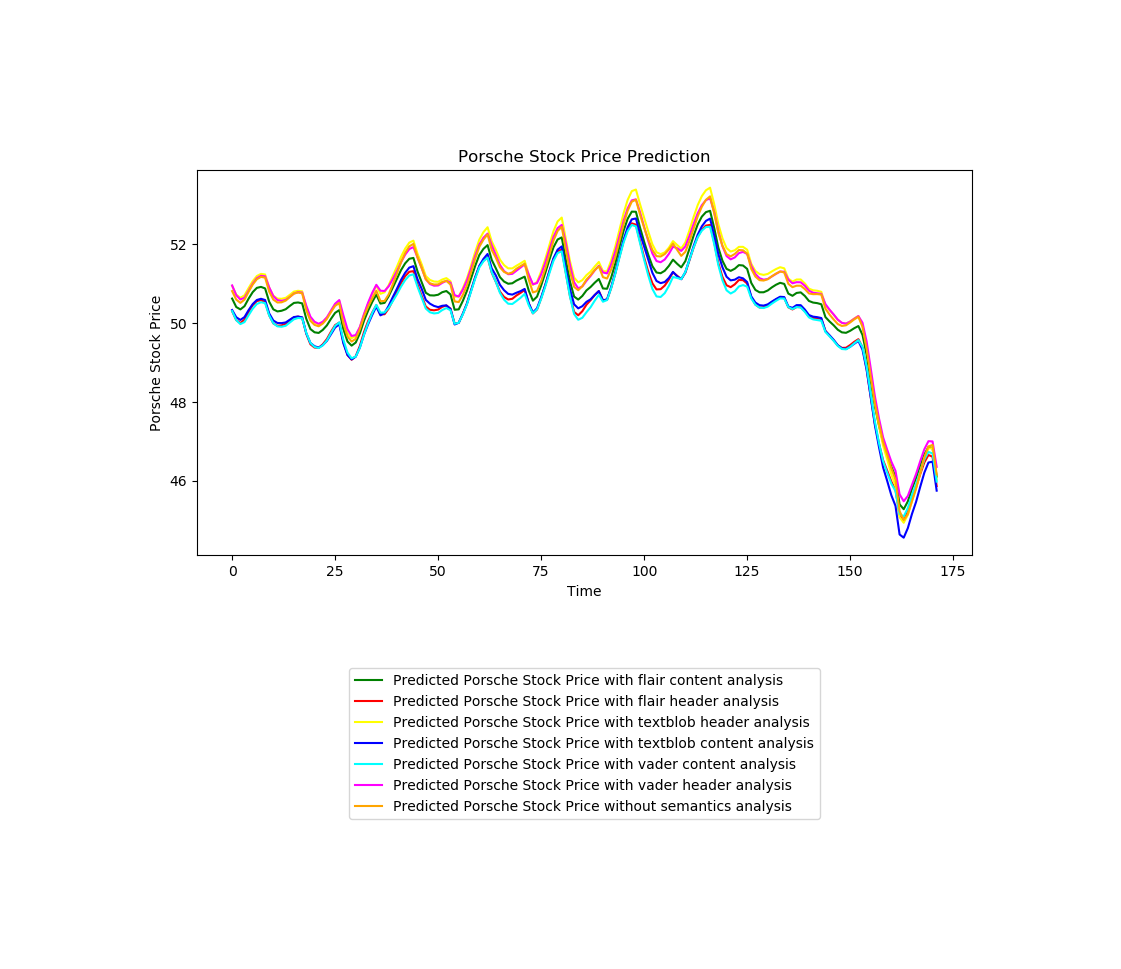 Porsche Stock Price Prediction
Porsche Stock Price
52
50
48
46
0 25 50 75 100 125 150 175
Time
Predicted Porsche Stock Price with flair content analysis
Predicted Porsche Stock Price with flair header analysis
Predicted Porsche Stock Price with textblob header analysis
Predicted Porsche Stock Price with textblob content analysis
Predicted Porsche Stock Price with vader content analysis
Predicted Porsche Stock Price with vader header analysis
Predicted Porsche Stock Price without semantics analysis